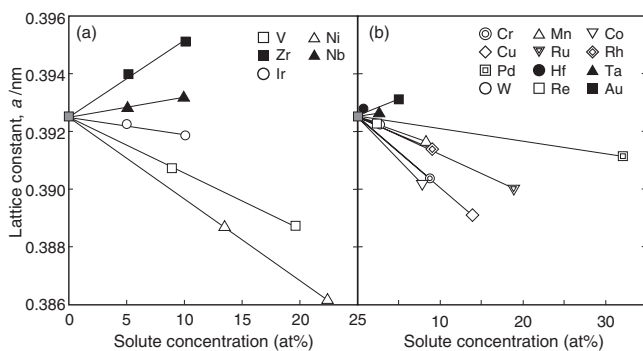 0.396
0.394
0.392
0.390
0.388
0.386
Lattice constant, a/nm
(a)
V
Ni
Zr
Nb
Ir
0
5
10
15
20
Solute concentration (at%)
(b)
Cr
Mn
Co
Cu
Ru
Rh
Pd
Hf
Ta
W
Re
Au
25
10
20
30
Solute concentration (at%)